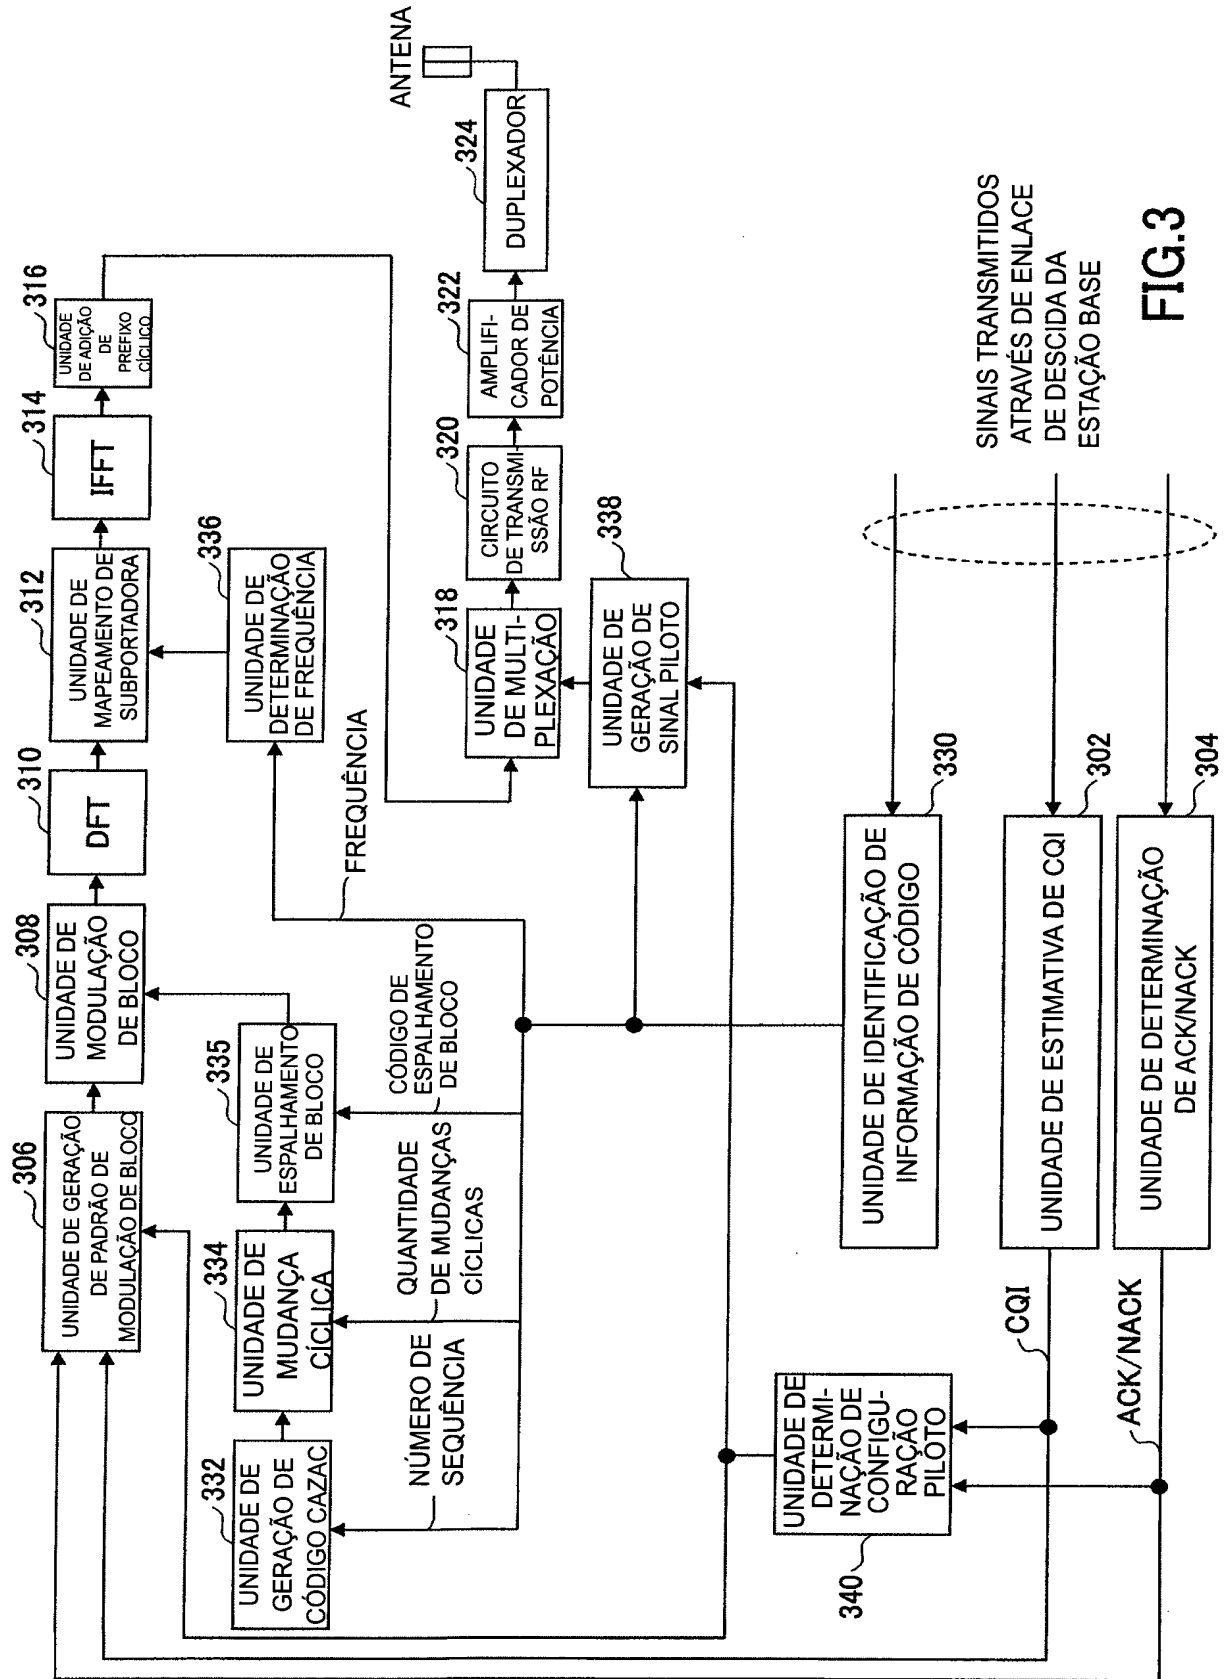 306
UNIDADE DE GERAÇÃO
DE PADRÃO DE
MODULAÇÃO DE BLOCO
308
UNIDADE DE
MODULAÇÃO
DE BLOCO
310
DFT
312
UNIDADE DE
MAPEAMENTO DE
SUBPORTADORA
314
IFFT
316
UNIDADE
DE ADIÇÃO
DE
PREFIXO
CÍCLICO
332
UNIDADE DE
GERAÇÃO DE
CÓDIGO CAZAC
334
UNIDADE DE
MUDANÇA
CÍCLICA
335
UNIDADE DE
ESPALHAMENTO
DE BLOCO
336
UNIDADE DE
DETERMINAÇÃO
DE FREQUÊNCIA
NÚMERO DE
SEQUÊNCIA
QUANTIDADE
DE MUDANÇAS
CÍCLICAS
CÓDIGO DE
ESPALHAMENTO
DE BLOCO
FREQUÊNCIA
318
UNIDADE
DE MULTI-
PLEXAÇÃO
320
CIRCUITO
DE TRANSMI-
SSÃO RF
322
AMPLIFI-
CADOR DE
POTÊNCIA
324
DUPLEXADOR
ANTENA
338
UNIDADE DE
GERAÇÃO DE
SINAL PILOTO
340
UNIDADE DE
DETERMI-
NAÇÃO DE
CONFIGU-
RAÇÃO
PILOTO
330
UNIDADE DE IDENTIFICAÇÃO DE
INFORMAÇÃO DE CÓDIGO
CQI
302
UNIDADE DE ESTIMATIVA DE CQI
ACK/NACK
304
UNIDADE DE DETERMINAÇÃO
DE ACK/NACK
SINAIS TRANSMITIDOS
ATRAVÉS DE ENLACE
DE DESCIDA DA
ESTAÇÃO BASE
FIG.3